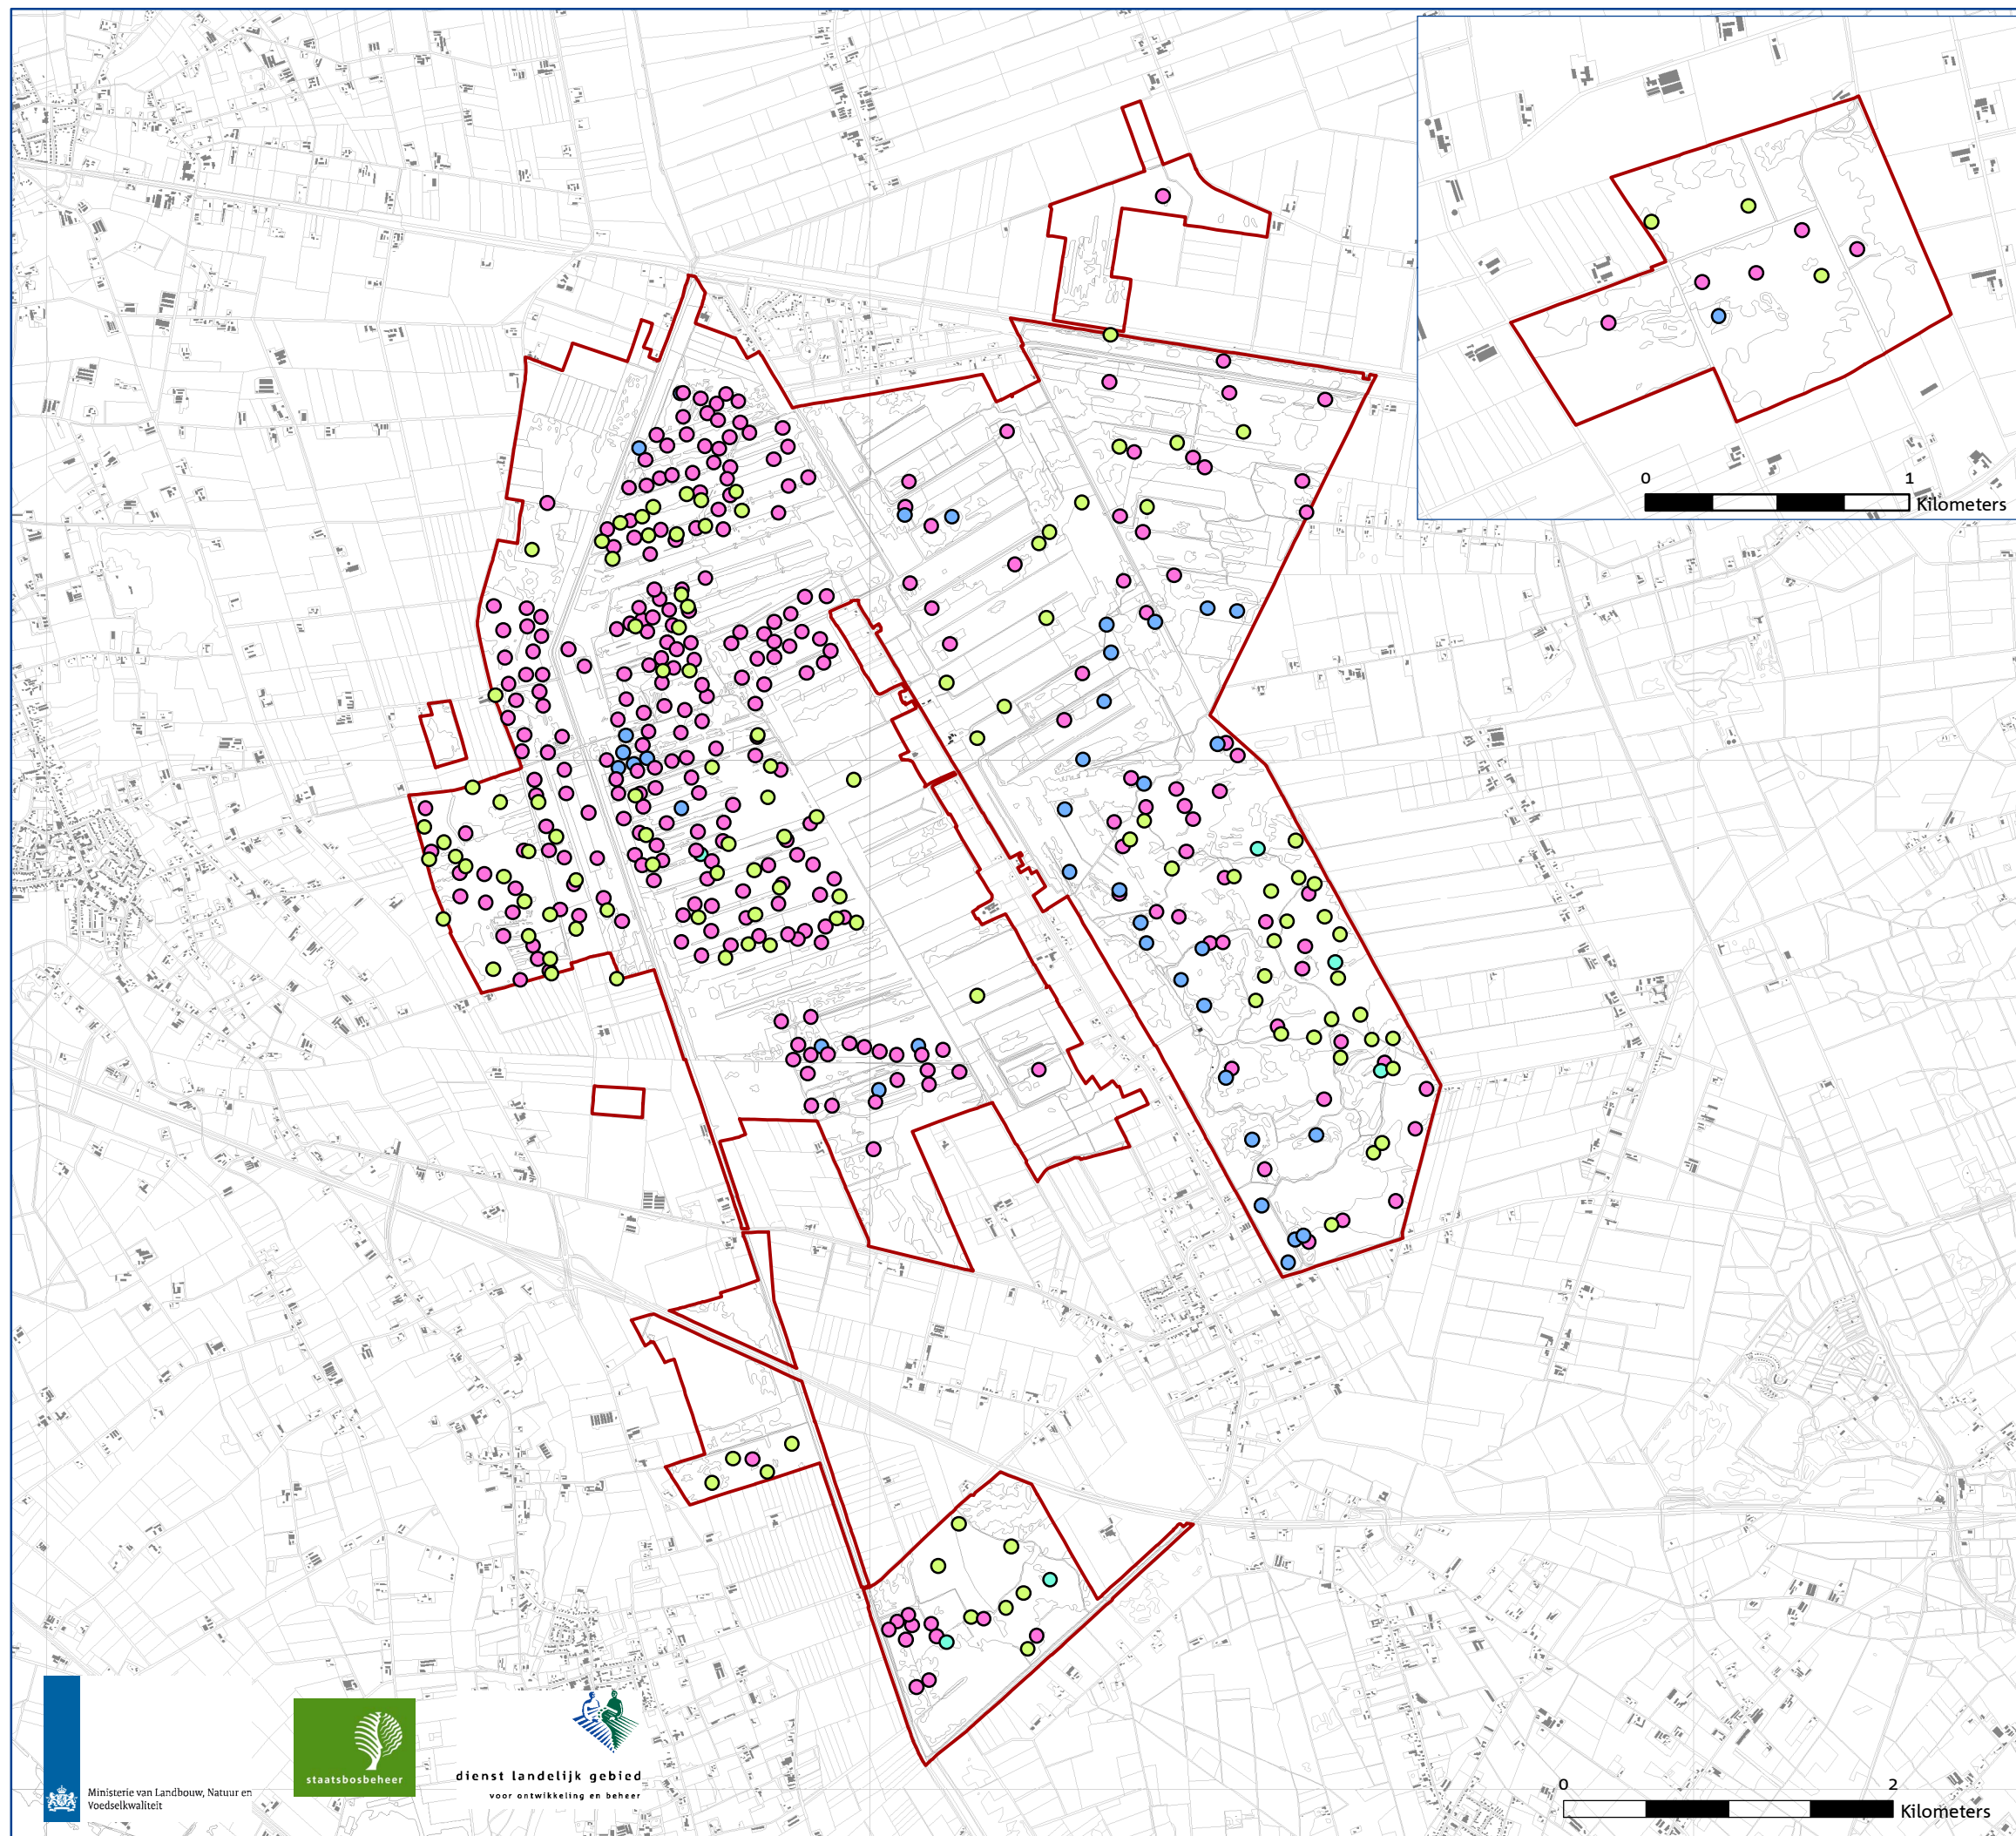 0 1
Kilometers
Ministerie van Landbouw, Natuur en
Voedselkwaliteit
staatsbosbeheer
dienst landelijk gebied
voor ontwikkeling en beheer
0 2
Kilometers